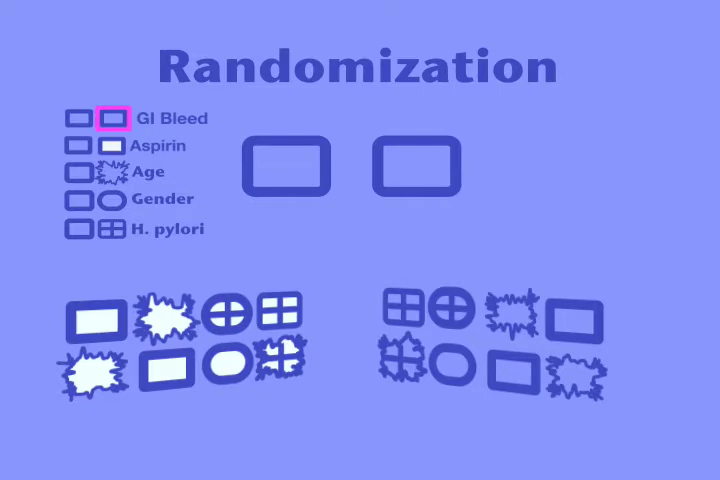 Randomization
GI Bleed
Aspirin
Age
Gender
H. pylori